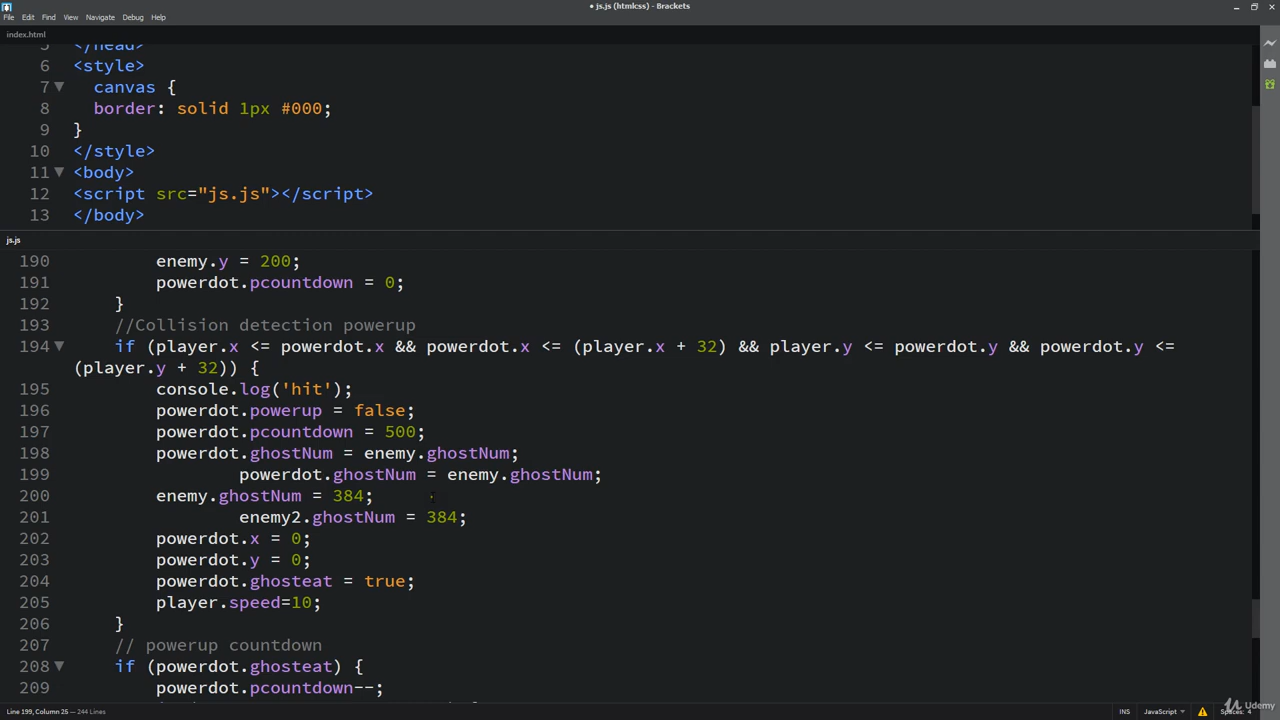 js.js (htmlcss) - Brackets
File Edit Find View Navigate Debug Help
index.html
5 </head>
6 <style>
7 canvas {
8 border: solid 1px #000;
9 }
10 </style>
11 <body>
12 <script src="js.js"></script>
13 </body>
js.js
190 enemy.y = 200;
191 powerdot.pcountdown = 0;
192 }
193 //Collision detection powerup
194 if (player.x <= powerdot.x && powerdot.x <= (player.x + 32) && player.y <= powerdot.y && powerdot.y <=
(player.y + 32)) {
195 console.log('hit');
196 powerdot.powerup = false;
197 powerdot.pcountdown = 500;
198 powerdot.ghostNum = enemy.ghostNum;
199 powerdot.ghostNum = enemy.ghostNum;
200 enemy.ghostNum = 384;
201 enemy2.ghostNum = 384;
202 powerdot.x = 0;
203 powerdot.y = 0;
204 powerdot.ghosteat = true;
205 player.speed=10;
206 }
207 // powerup countdown
208 if (powerdot.ghosteat) {
209 powerdot.pcountdown--;
Line 199, Column 25 — 244 Lines INS JavaScript Spaces: 4
Udemy